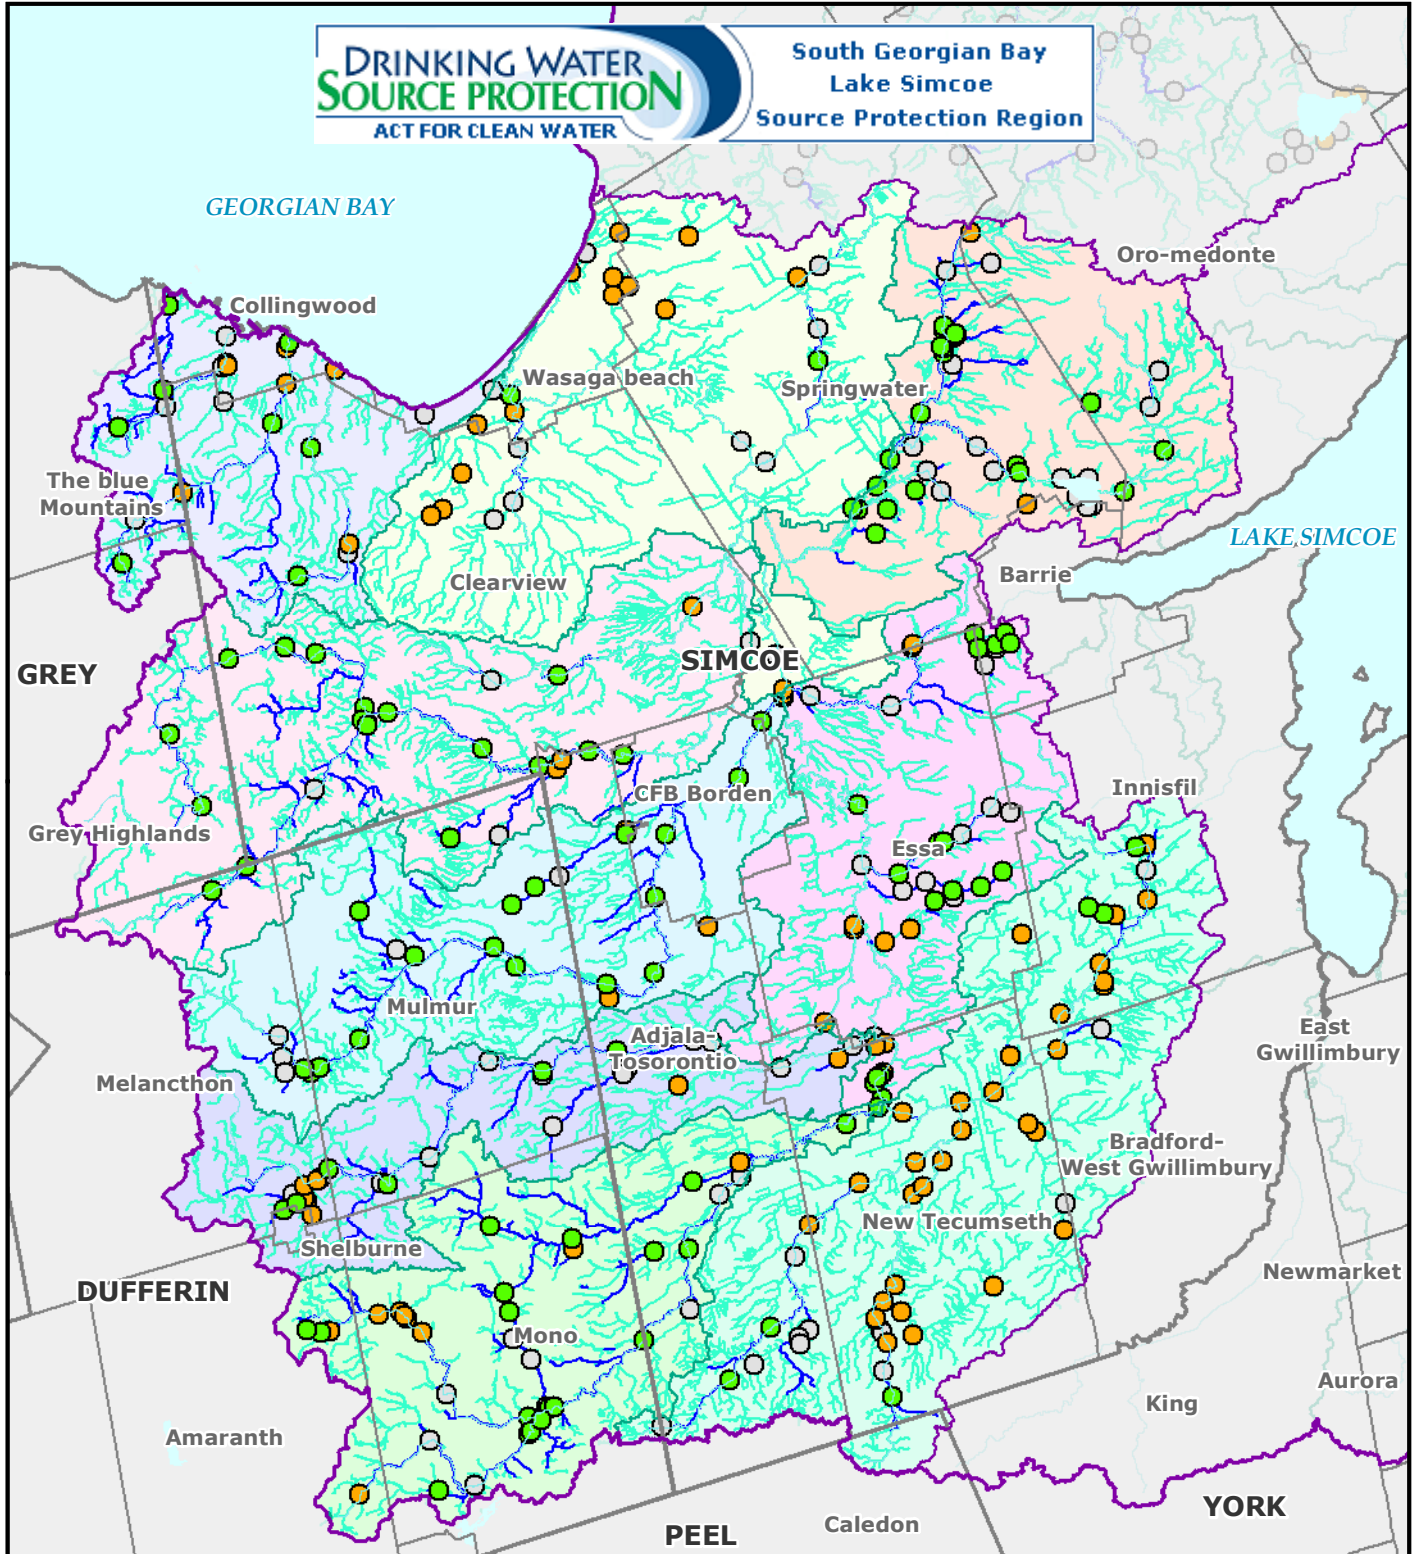 DRINKING WATER
SOURCE PROTECTION
ACT FOR CLEAN WATER
South Georgian Bay
Lake Simcoe
Source Protection Region
GEORGIAN BAY
Oro-medonte
Collingwood
Wasaga beach
Springwater
The blue
Mountains
LAKE SIMCOE
Clearview
Barrie
SIMCOE
GREY
CFB Borden
Innisfil
Grey Highlands
Essa
Mulmur
Adjala-
Tosorontio
East
Gwillimbury
Melancthon
Bradford-
West Gwillimbury
New Tecumseth
Shelburne
Newmarket
DUFFERIN
Mono
Aurora
King
Amaranth
YORK
Caledon
PEEL